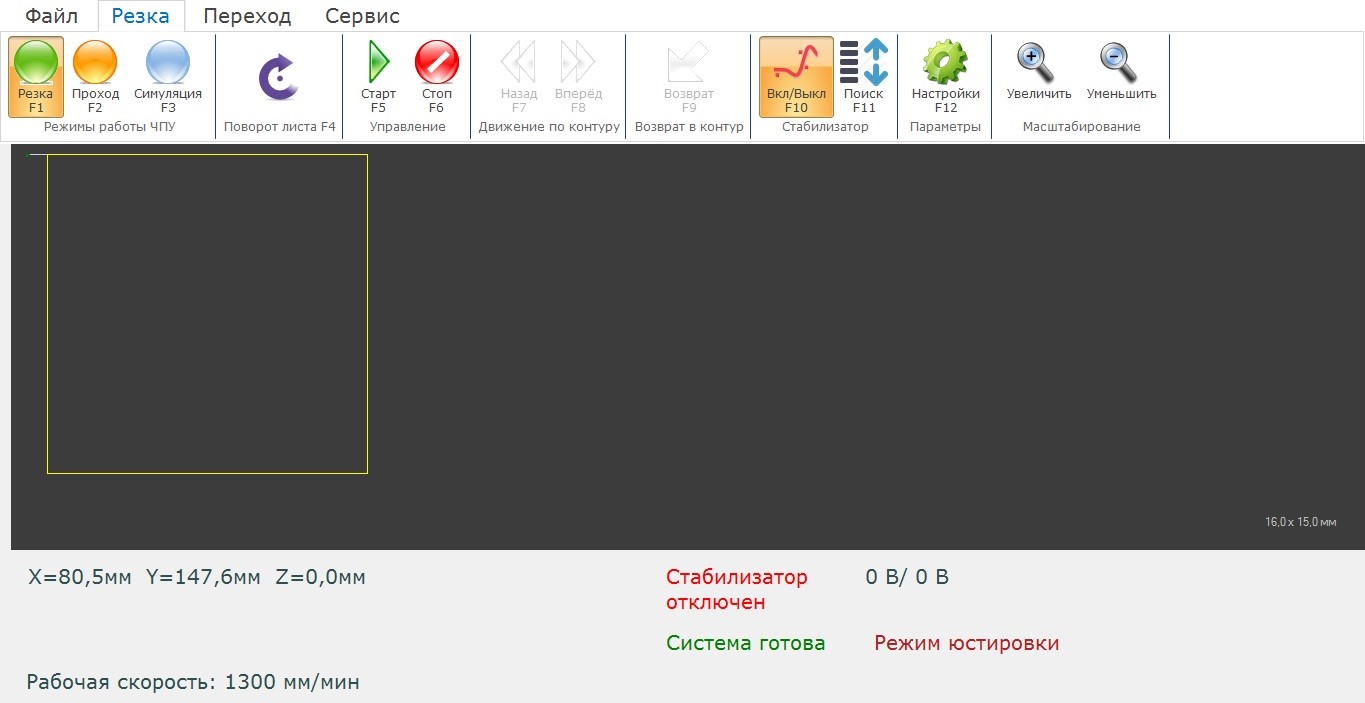 Файл Резка Переход Сервис
Резка Проход Симуляция Старт Стоп Назад Вперёд Возврат Вкл/Выкл Поиск Настройки Увеличить Уменьшить
F1 F2 F3 F5 F6 F7 F8 F9 F10 F11 F12
Режимы работы ЧПУ Поворот листа F4 Управление Движение по контуру Возврат в контур Стабилизатор Параметры Масштабирование
16,0 x 15,0 мм
X=80,5мм Y=147,6мм Z=0,0мм Стабилизатор 0 В/ 0 В
отключен
Система готова Режим юстировки
Рабочая скорость: 1300 мм/мин